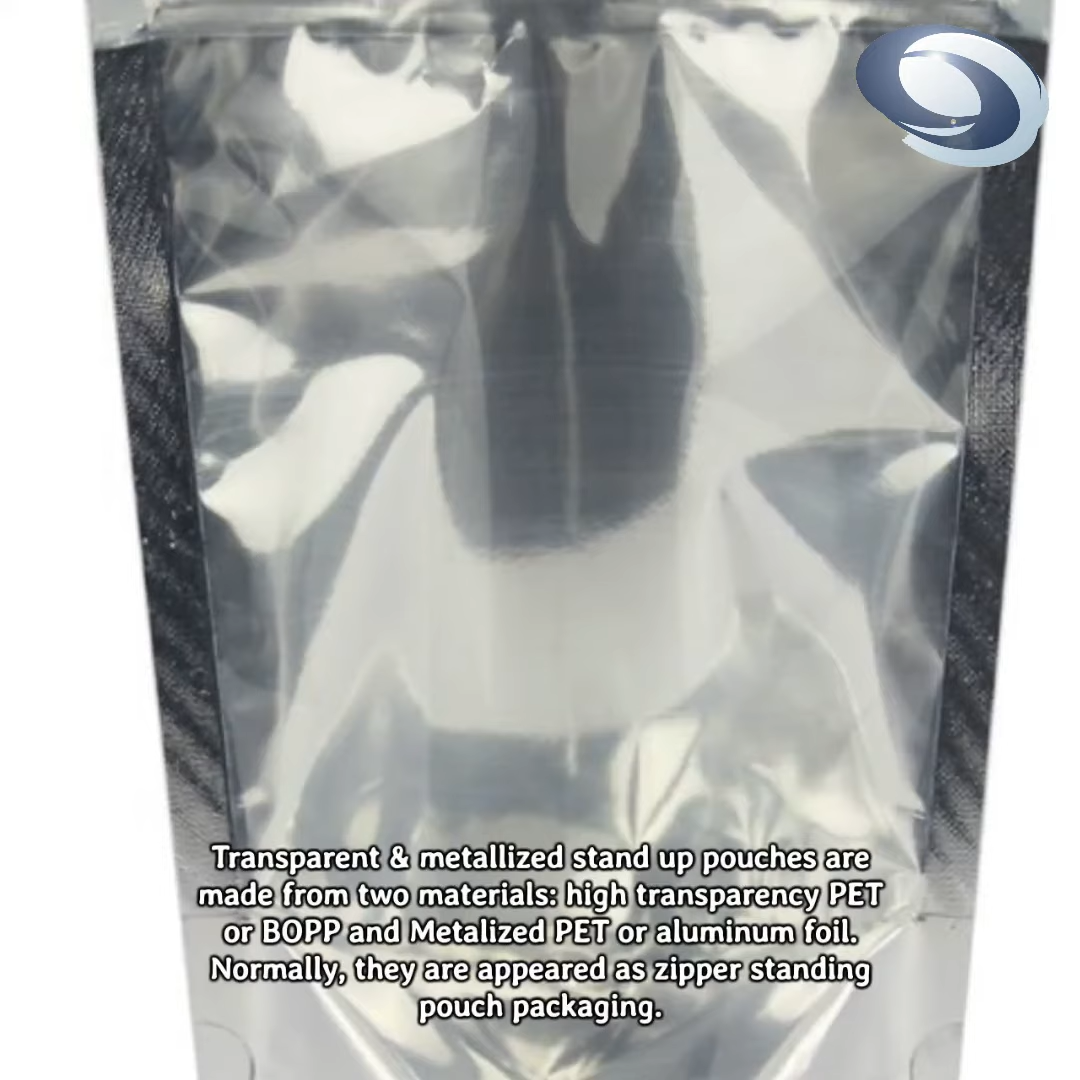 Transparent & metallized stand up pouches are
made from two materials: high transparency PET
or BOPP and Metalized PET or aluminum foil.
Normally, they are appeared as zipper standing
pouch packaging.